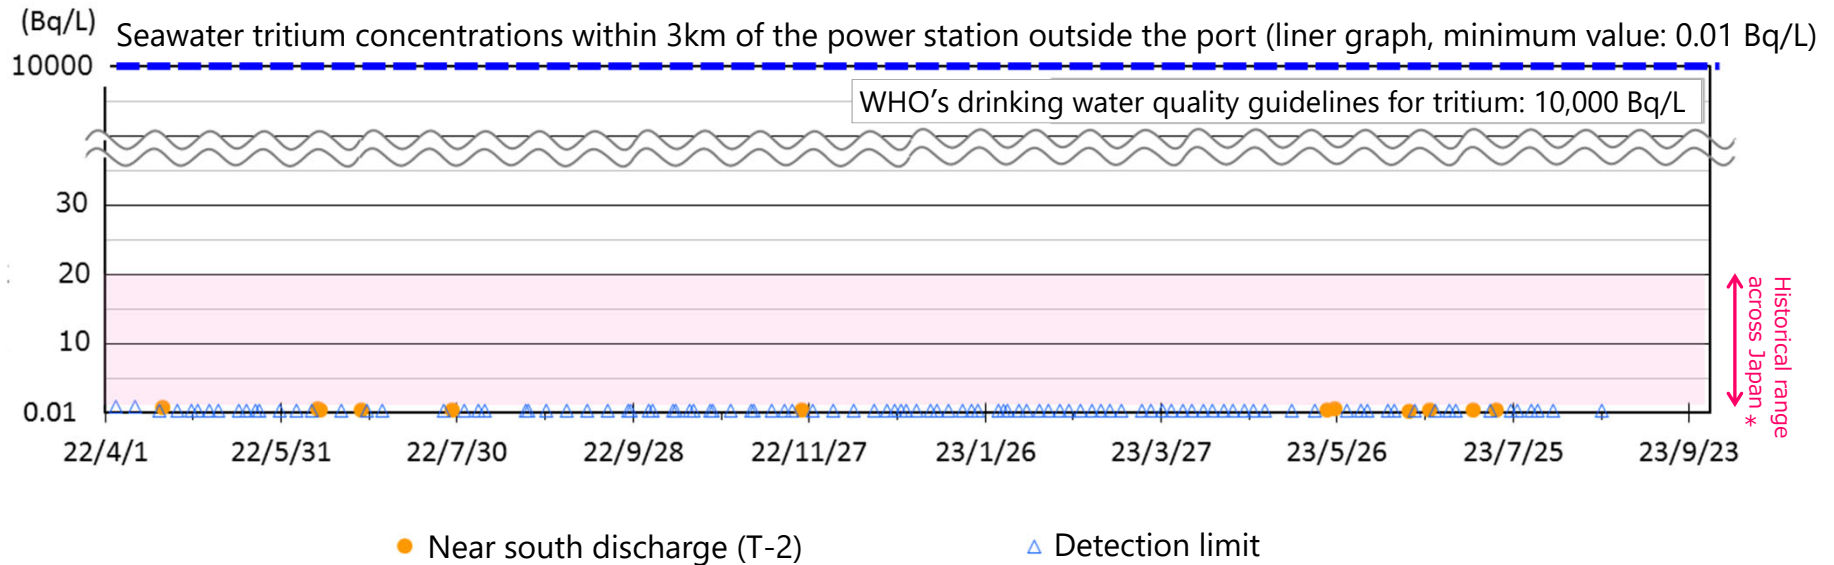 (Bq/L)
Seawater tritium concentrations within 3km of the power station outside the port (liner graph, minimum value: 0.01 Bq/L)
10000
WHO’s drinking water quality guidelines for tritium: 10,000 Bq/L
30
20
10
0.01
Historical range
across Japan *
22/4/1 22/5/31 22/7/30 22/9/28 22/11/27 23/1/26 23/3/27 23/5/26 23/7/25 23/9/23
Near south discharge (T-2) Detection limit